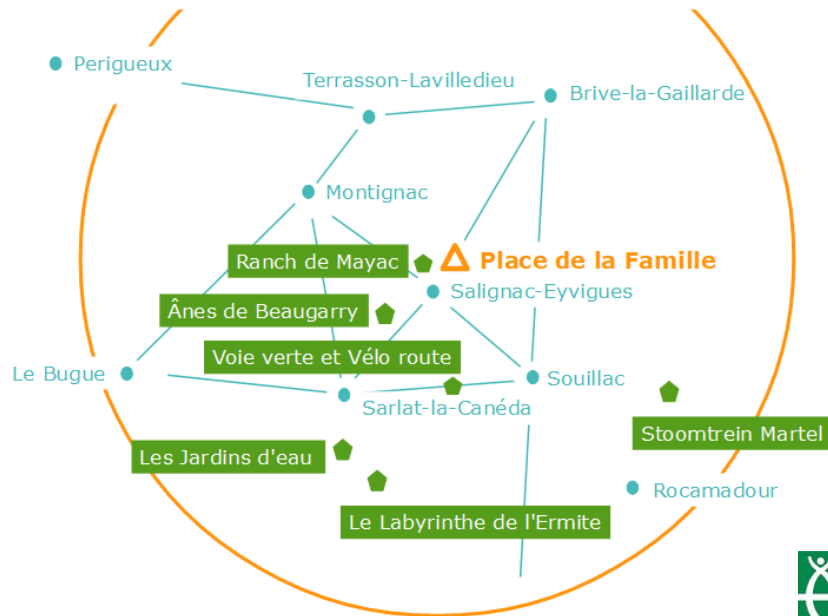 Perigueux
Terrasson-Lavilledieu
Brive-la-Gaillarde
Montignac
Ranch de Mayac
Place de la Famille
Salignac-Eyvigues
Ânes de Beaugarry
Voie verte et Vélo route
Le Bugue
Souillac
Sarlat-la-Canéda
Stoomtrein Martel
Les Jardins d'eau
Rocamadour
Le Labyrinthe de l'Ermite